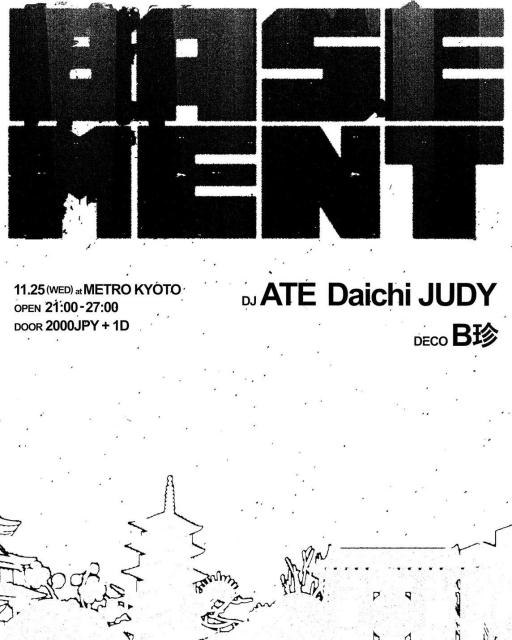 BASE
MENT
11.25 (WED) at METRO KYOTO
OPEN 21:00-27:00
DOOR 2000JPY + 1D
DJ ATE Daichi JUDY
DECO B珍